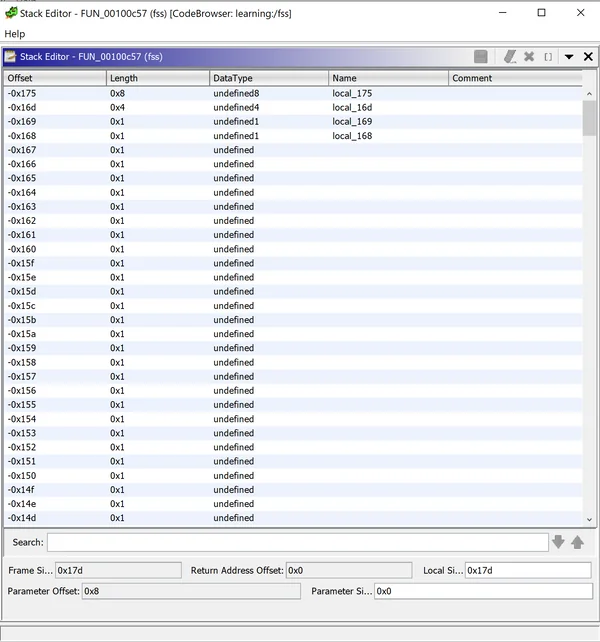 Stack Editor - FUN_00100c57 (fss) [CodeBrowser: learning:/fss]
Help
Stack Editor - FUN_00100c57 (fss)
Offset Length DataType Name Comment
-0x175 0x8 undefined8 local_175
-0x16d 0x4 undefined4 local_16d
-0x169 0x1 undefined1 local_169
-0x168 0x1 undefined1 local_168
-0x167 0x1 undefined
-0x166 0x1 undefined
-0x165 0x1 undefined
-0x164 0x1 undefined
-0x163 0x1 undefined
-0x162 0x1 undefined
-0x161 0x1 undefined
-0x160 0x1 undefined
-0x15f 0x1 undefined
-0x15e 0x1 undefined
-0x15d 0x1 undefined
-0x15c 0x1 undefined
-0x15b 0x1 undefined
-0x15a 0x1 undefined
-0x159 0x1 undefined
-0x158 0x1 undefined
-0x157 0x1 undefined
-0x156 0x1 undefined
-0x155 0x1 undefined
-0x154 0x1 undefined
-0x153 0x1 undefined
-0x152 0x1 undefined
-0x151 0x1 undefined
-0x150 0x1 undefined
-0x14f 0x1 undefined
-0x14e 0x1 undefined
-0x14d 0x1 undefined
Search:
Frame Si... 0x17d Return Address Offset: 0x0 Local Si... 0x17d
Parameter Offset: 0x8 Parameter Si... 0x0